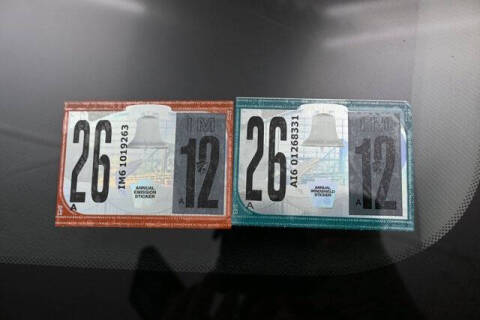 26
A
IM6 1019263
ANNUAL
EMISSION
STICKER
I M
12
A
26
A
AI6 01268331
ANNUAL
WINDSHIELD
STICKER
12
A